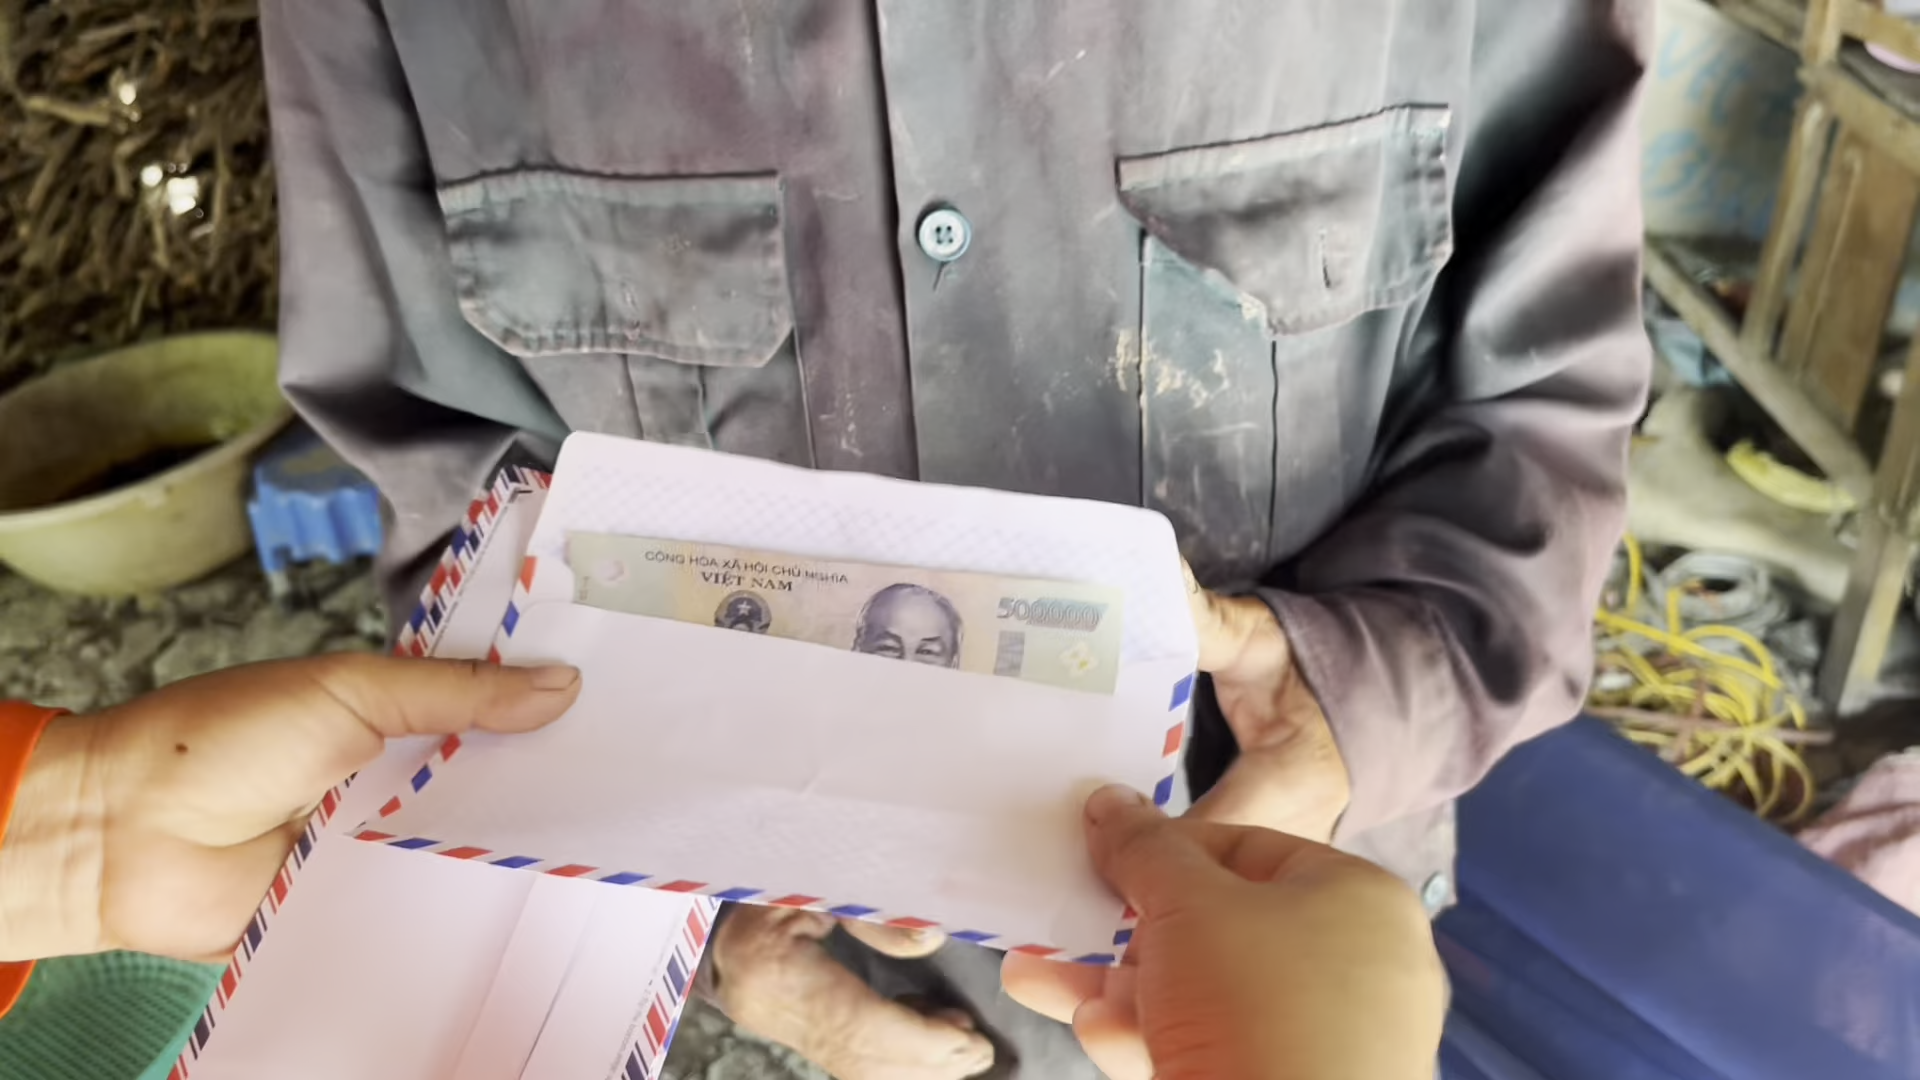 CỘNG HÒA XÃ HỘI CHỦ NGHĨA
VIỆT NAM
500000